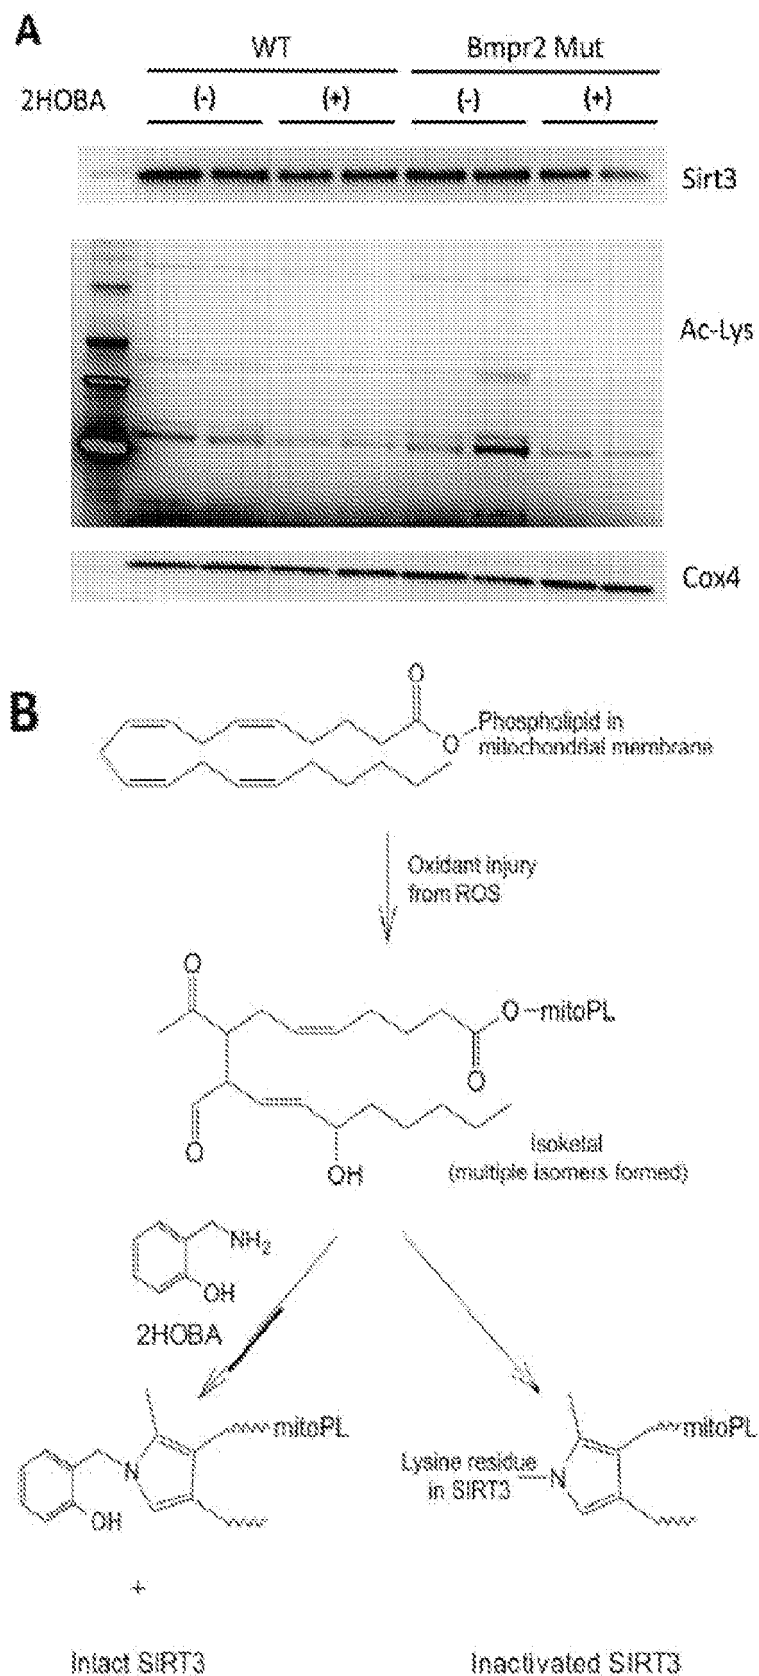 A
WT
Bmpr2 Mut
2HOBA
(-)
(+)
(-)
(+)
Sirt3
Ac-Lys
Cox4
B
O
O
Phospholipid in
mitochondrial membrane
Oxidant injury
from ROS
O
O-mitoPL
O
O
OH
Isoketal
(multiple isomers formed)
NH2
OH
2HOBA
mitoPL
N
OH
mitoPL
Lysine residue
in SIRT3
N
+
Intact SIRT3
Inactivated SIRT3